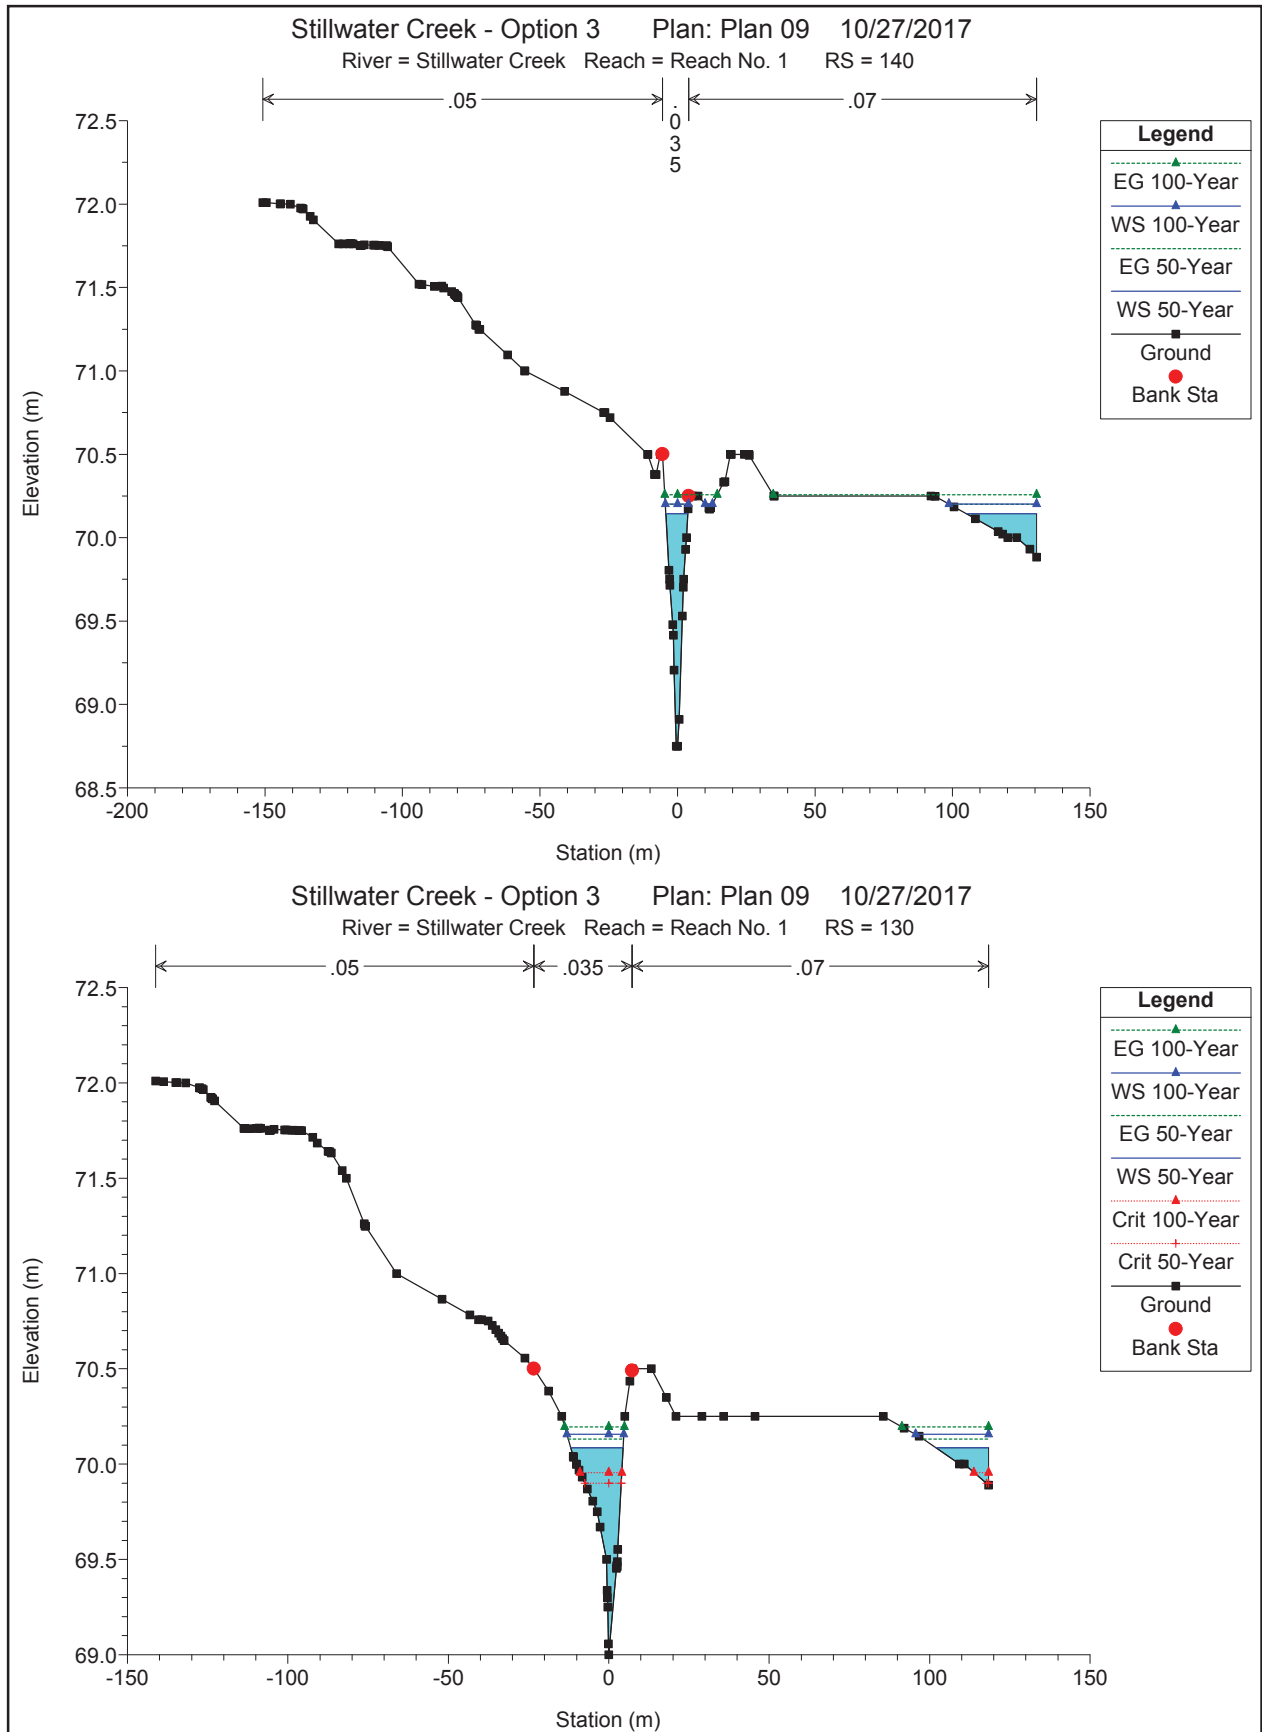 Stillwater Creek - Option 3 Plan: Plan 09 10/27/2017
River = Stillwater Creek Reach = Reach No. 1 RS = 140
.05
.035
.07
72.5
72.0
71.5
71.0
70.5
70.0
69.5
69.0
68.5
Elevation (m)
-200
-150
-100
-50
0
50
100
150
Station (m)
Legend
EG 100-Year
WS 100-Year
EG 50-Year
WS 50-Year
Ground
Bank Sta
Stillwater Creek - Option 3 Plan: Plan 09 10/27/2017
River = Stillwater Creek Reach = Reach No. 1 RS = 130
.05
.035
.07
72.5
72.0
71.5
71.0
70.5
70.0
69.5
69.0
Elevation (m)
-150
-100
-50
0
50
100
150
Station (m)
Legend
EG 100-Year
WS 100-Year
EG 50-Year
WS 50-Year
Crit 100-Year
Crit 50-Year
Ground
Bank Sta